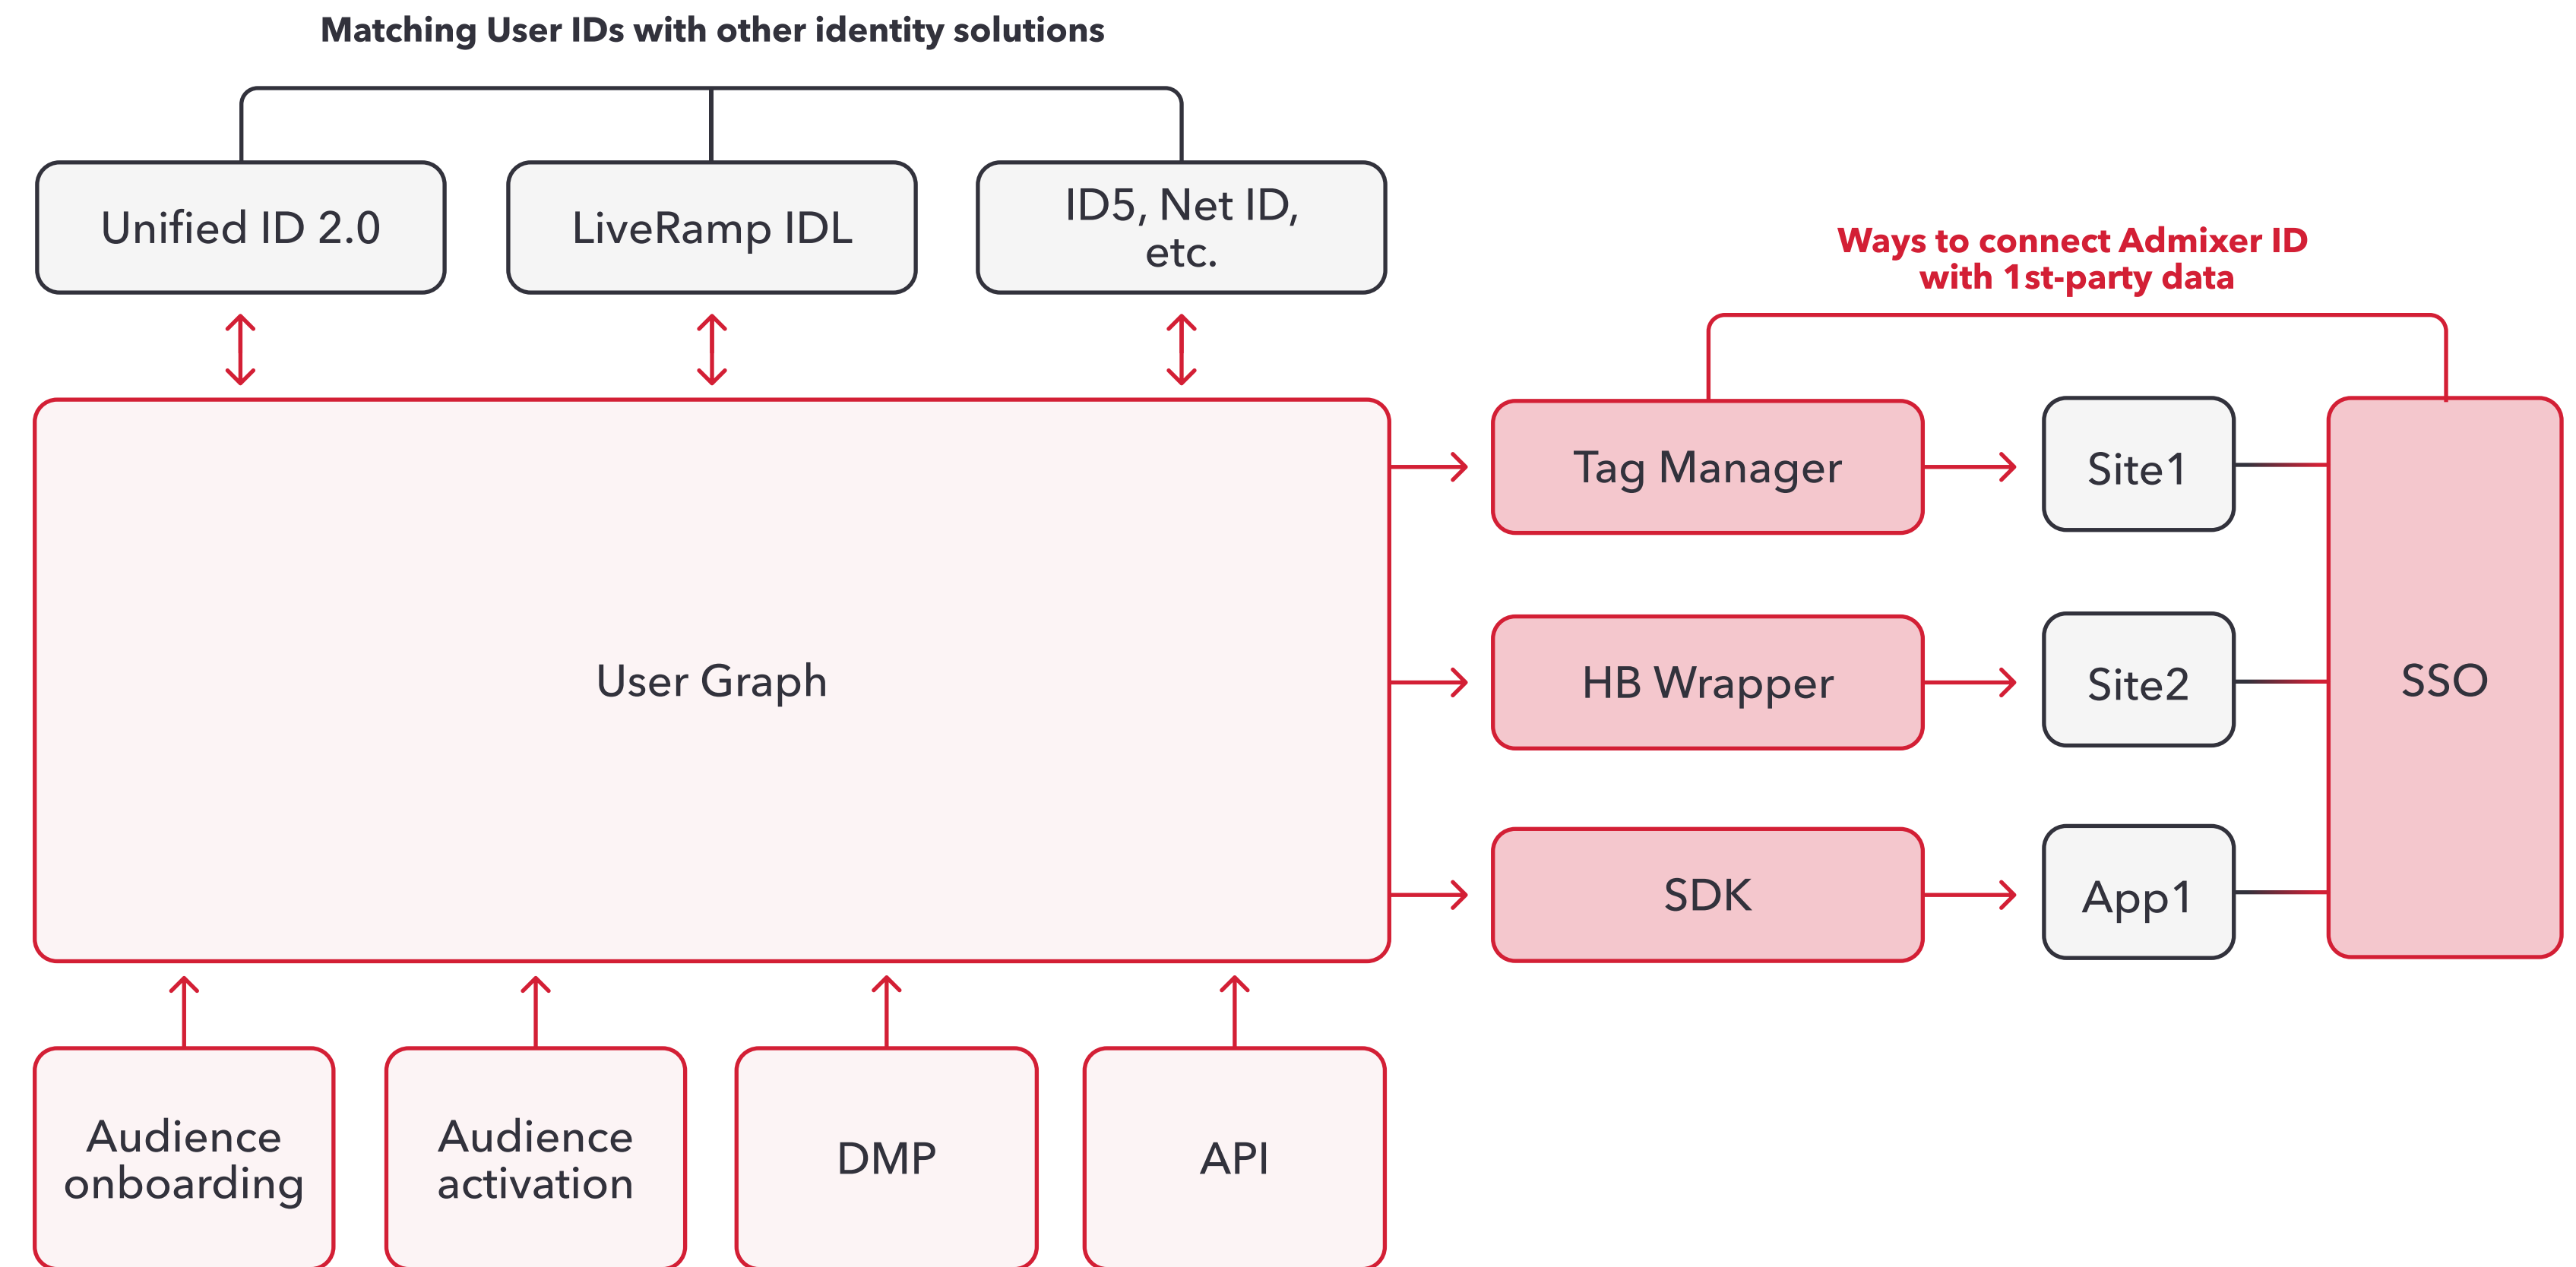 Matching User IDs with other identity solutions
Unified ID 2.0
LiveRamp IDL
ID5, Net ID,
etc.
Ways to connect Admixer ID
with 1st-party data
User Graph
Tag Manager
Site1
HB Wrapper
Site2
SSO
SDK
App1
Audience
onboarding
Audience
activation
DMP
API